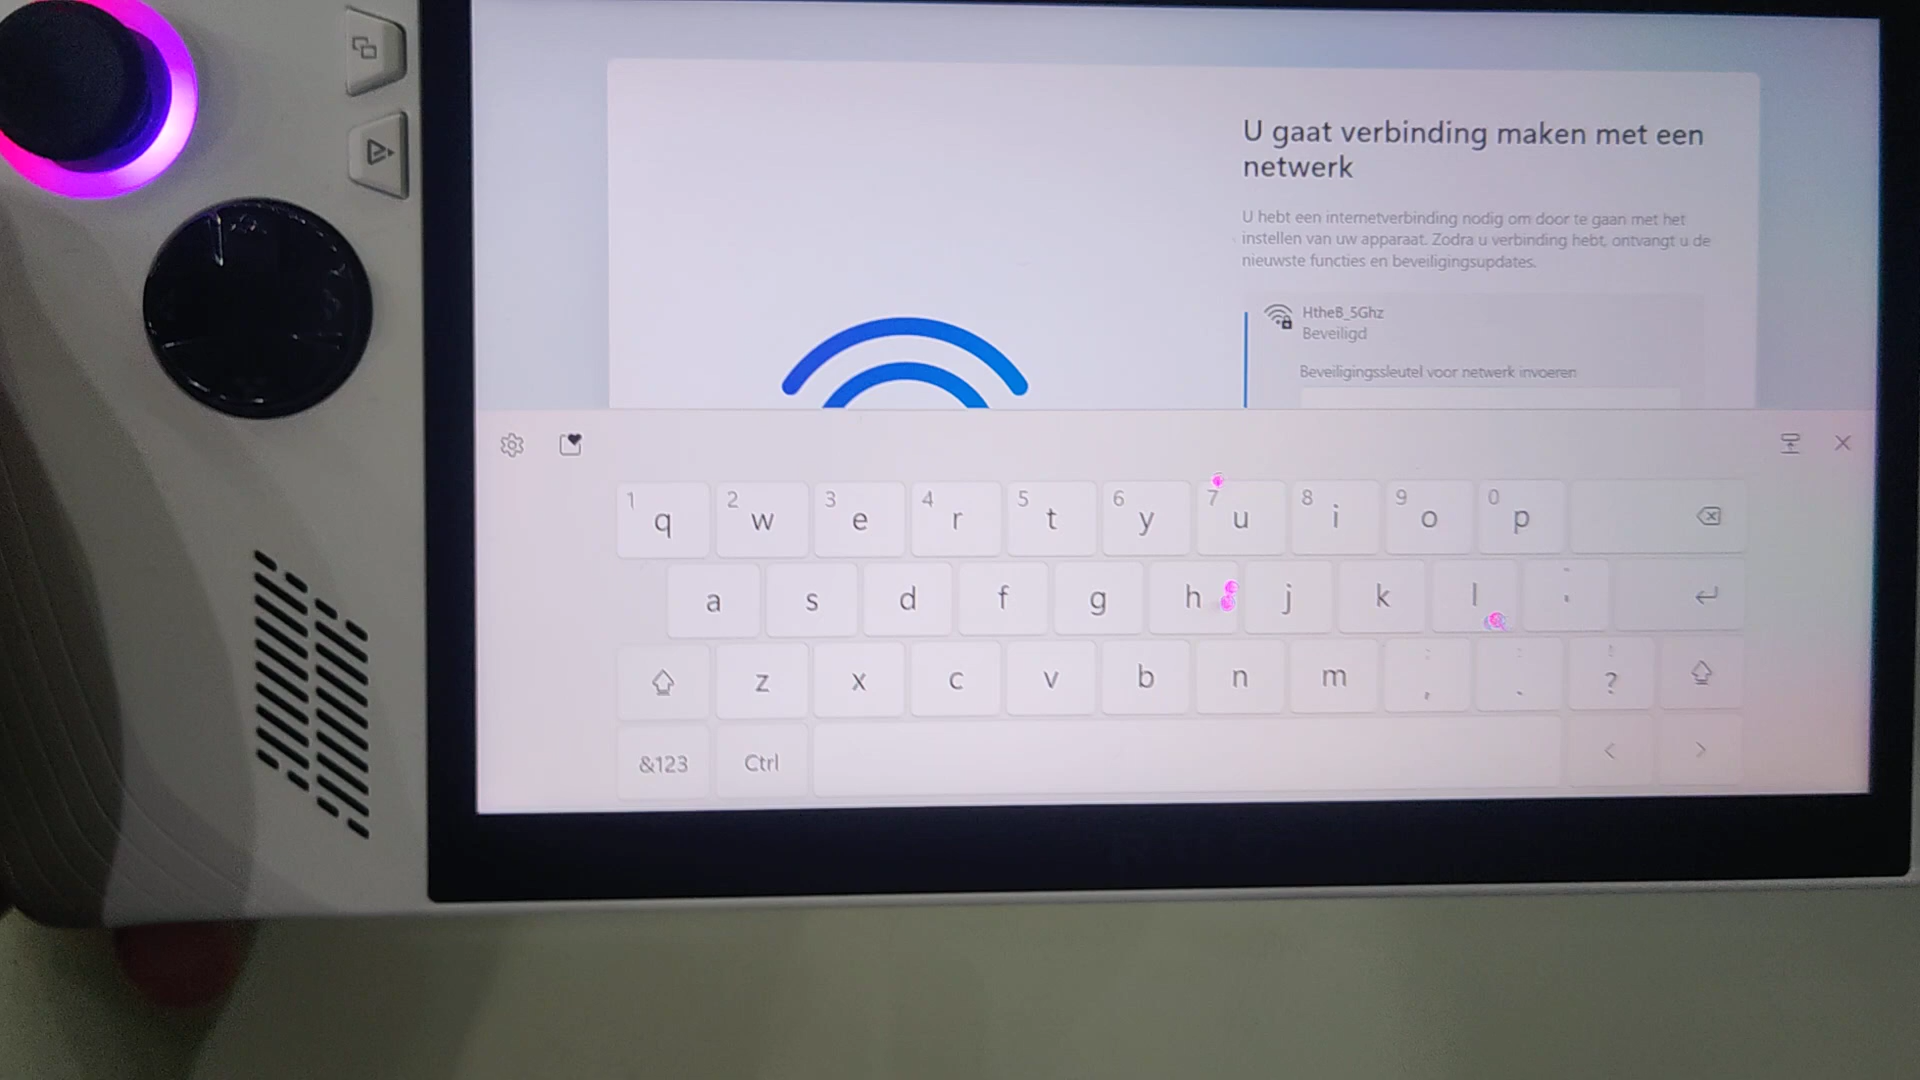 U gaat verbinding maken met een
netwerk
U hebt een internetverbinding nodig om door te gaan met het
instellen van uw apparaat. Zodra u verbinding hebt, ontvangt u de
nieuwste functies en beveiligingsupdates.
HtheB_5Ghz
Beveiligd
Beveiligingssleutel voor netwerk invoeren
1 q 2 w 3 e 4 r 5 t 6 y 7 u 8 i 9 o 0 p
a s d f g h j k l
z x c v b n m ?
&123 Ctrl < >